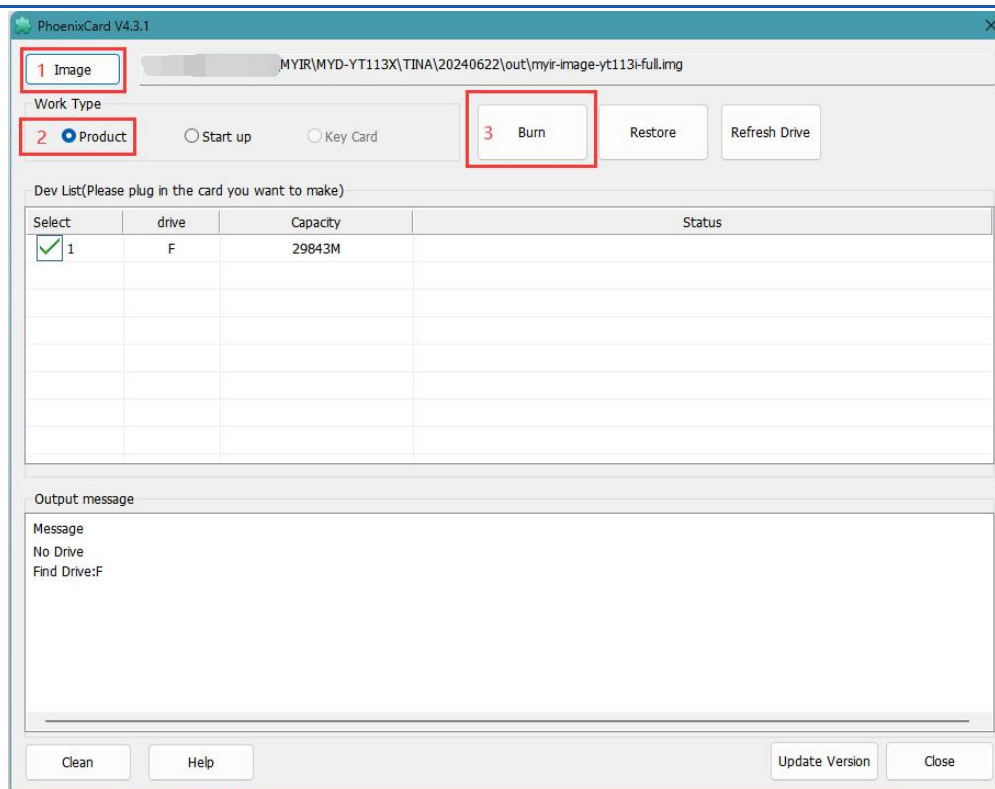 PhoenixCard V4.3.1
1 Image
MYIR\MYD-YT113X\TINA\20240622\out\myir-image-yt113i-full.img
Work Type
2 Product Start up Key Card
3 Burn Restore Refresh Drive
Dev List(Please plug in the card you want to make)
Select drive Capacity Status
1 F 29843M
Output message
Message
No Drive
Find Drive:F
Clean Help Update Version Close